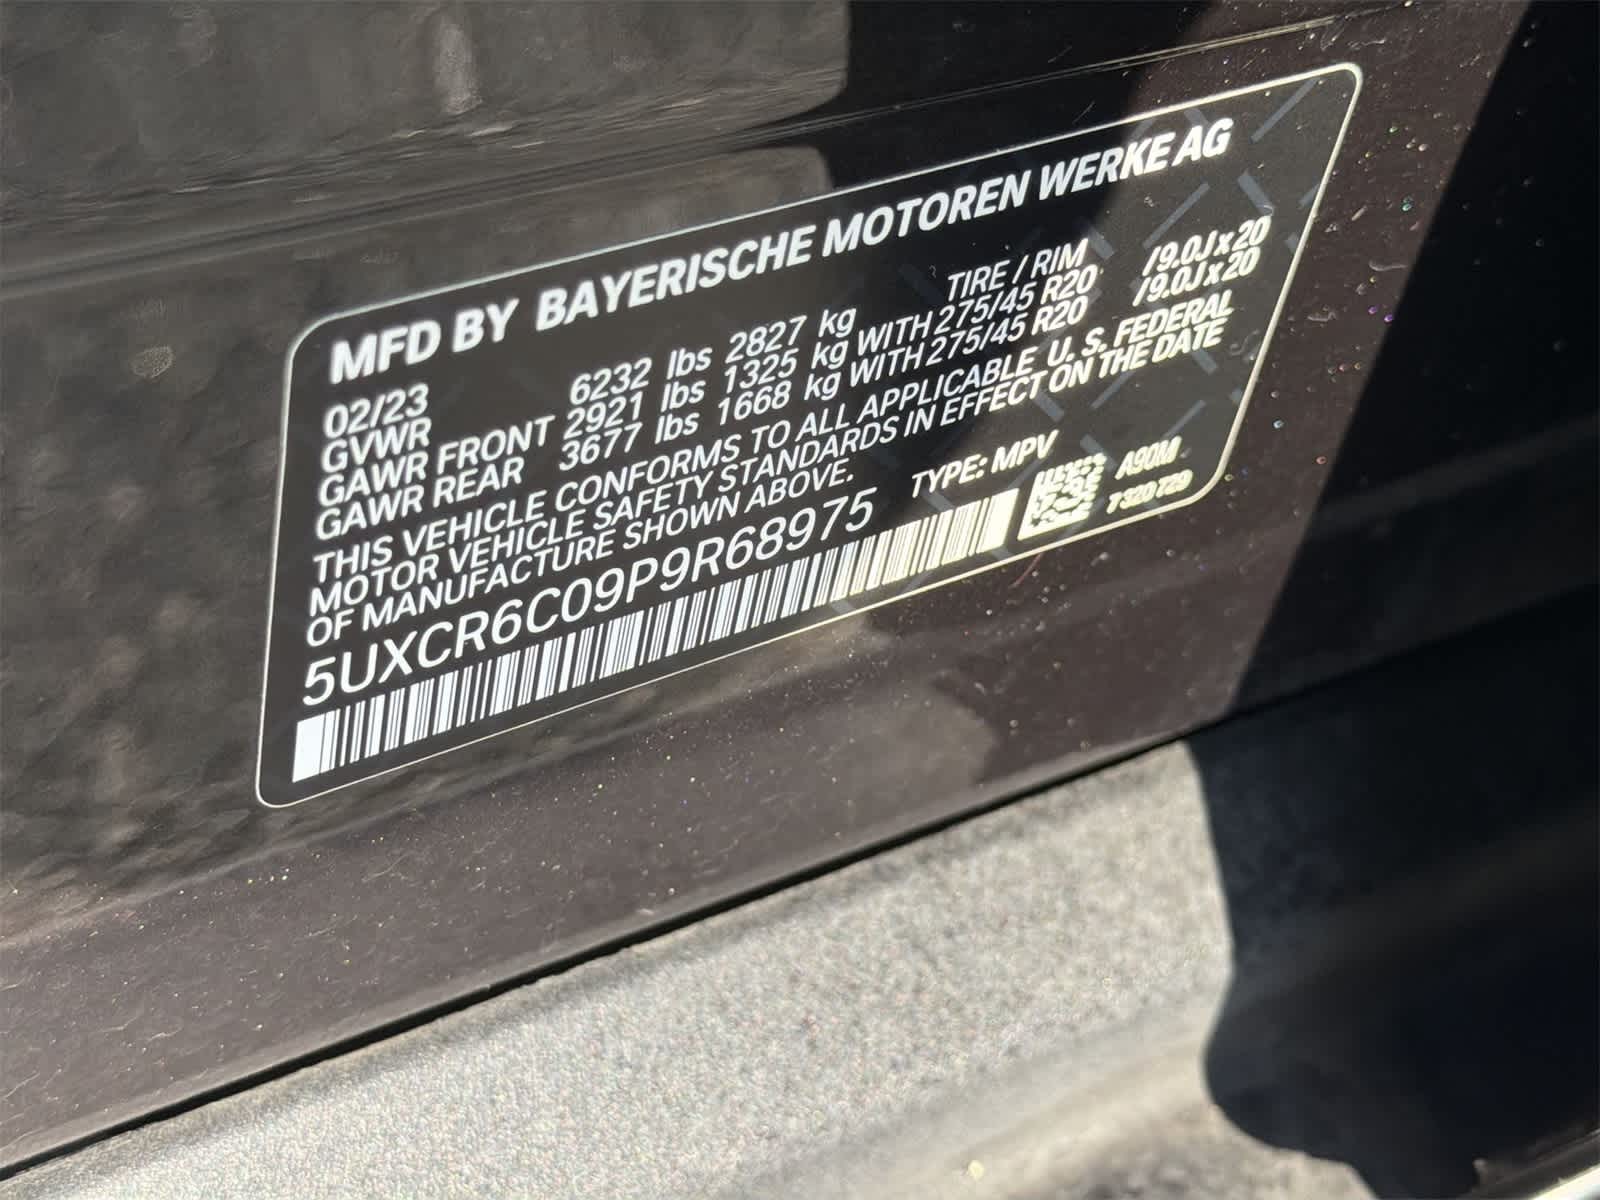 MFD BY BAYERISCHE MOTOREN WERKE AG
02/23 TIRE / RIM
GVWR 6232 lbs 2827 kg
GAWR FRONT 2921 lbs 1325 kg WITH 275/45 R20 /9.0J x 20
GAWR REAR 3677 lbs 1668 kg WITH 275/45 R20 /9.0J x 20
THIS VEHICLE CONFORMS TO ALL APPLICABLE U. S. FEDERAL
MOTOR VEHICLE SAFETY STANDARDS IN EFFECT ON THE DATE
OF MANUFACTURE SHOWN ABOVE.
5UXCR6C09P9R68975 TYPE: MPV
A90M
7320729